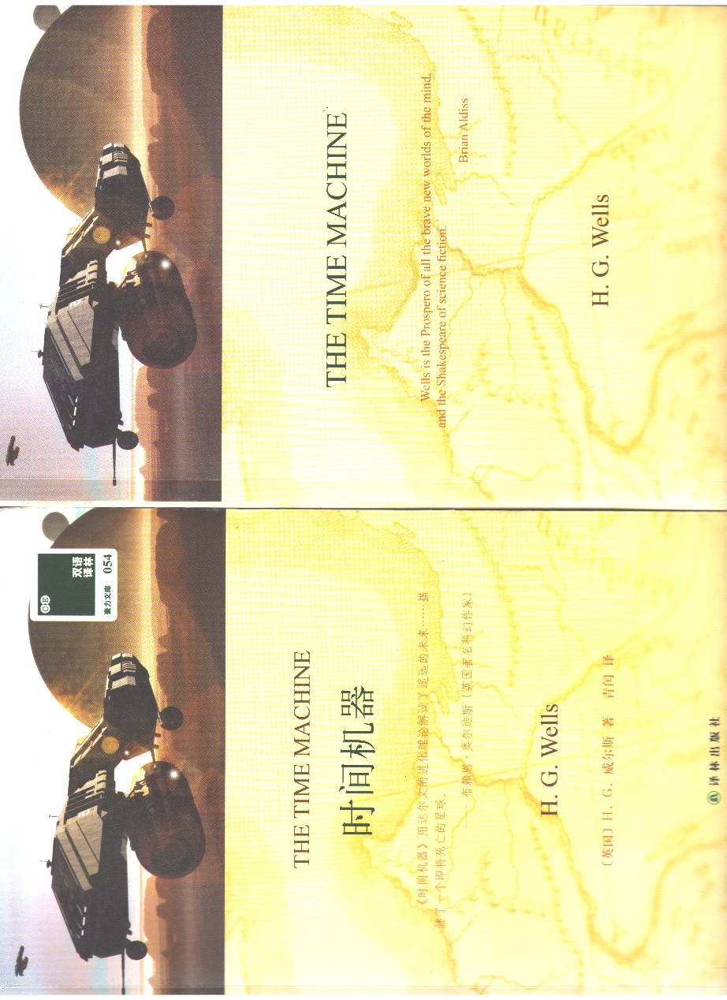 THE TIME MACHINE
Wells is the Prospero of all the brave new worlds of the mind,
and the Shakespeare of science fiction.
Brian Aldiss
H. G. Wells
双语
译林
壹力文库 054
THE TIME MACHINE
时间机器
《时间机器》用达尔文的进化理论解读了遥远的未来……描
述了一个即将死亡的星球。
——布赖恩·奥尔迪斯（英国著名科幻作家）
H. G. Wells
〔英国〕H. G. 威尔斯 著 青闰 译
译林出版社